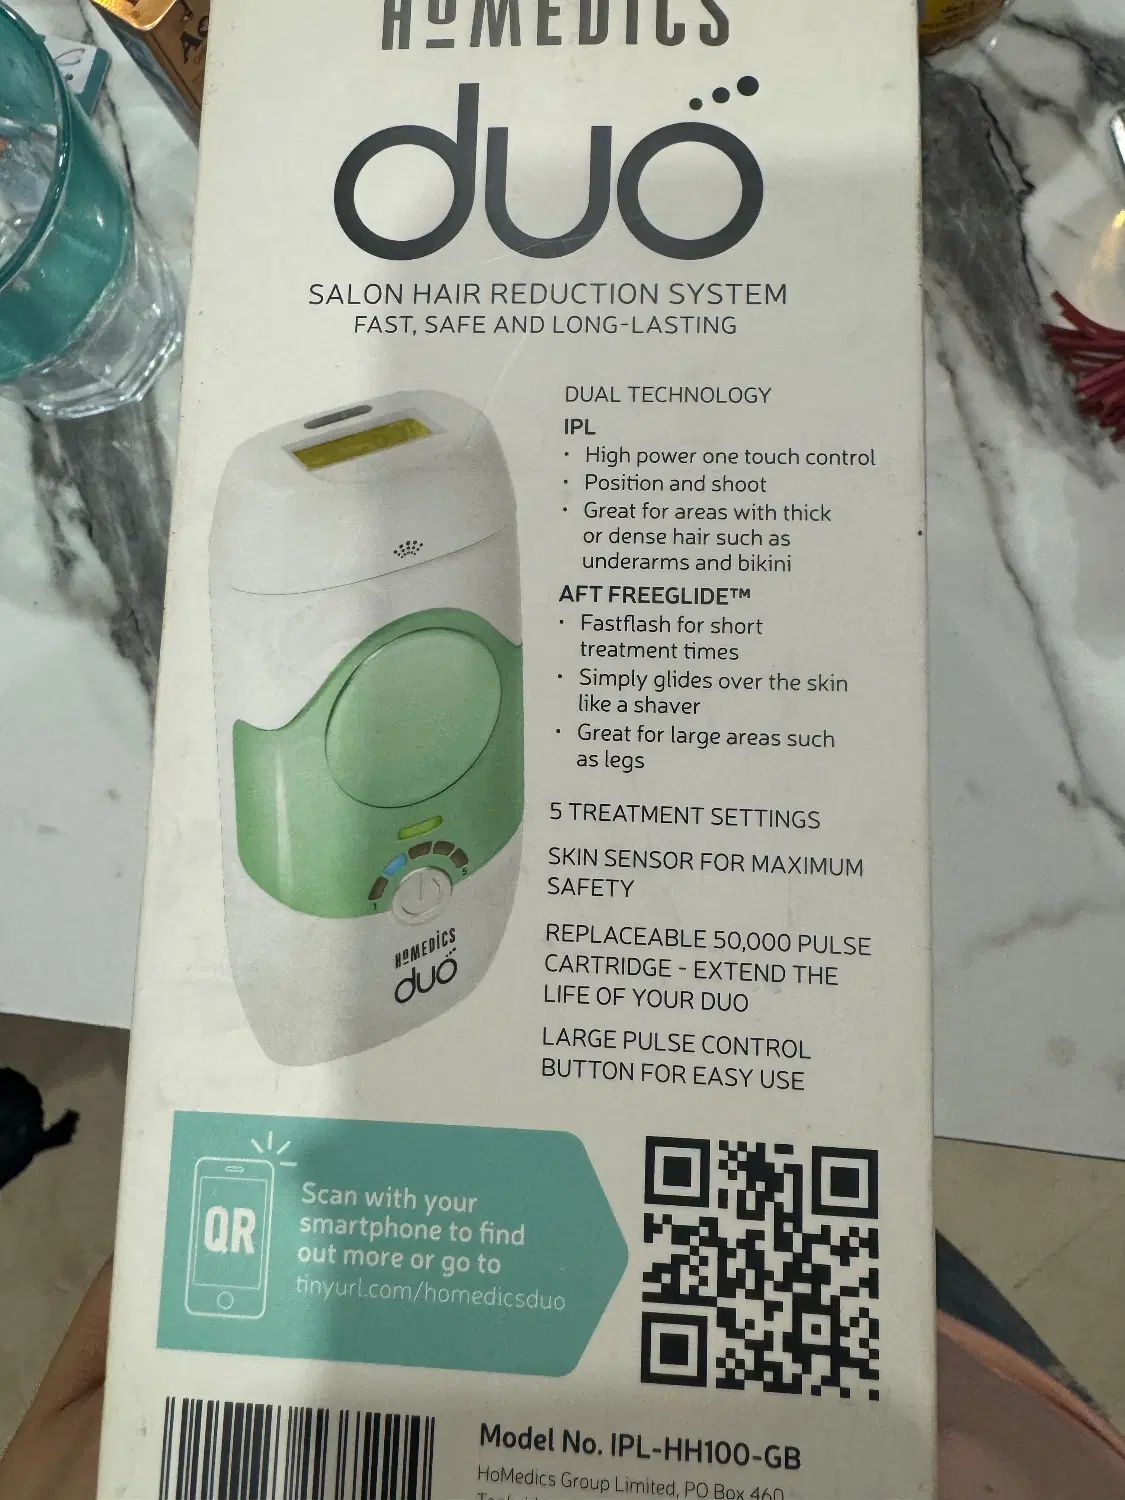 HoMEDICS
duo
SALON HAIR REDUCTION SYSTEM
FAST, SAFE AND LONG-LASTING
DUAL TECHNOLOGY
IPL
• High power one touch control
• Position and shoot
• Great for areas with thick
or dense hair such as
underarms and bikini
AFT FREEGLIDE™
• Fastflash for short
treatment times
• Simply glides over the skin
like a shaver
• Great for large areas such
as legs
5 TREATMENT SETTINGS
SKIN SENSOR FOR MAXIMUM
SAFETY
REPLACEABLE 50,000 PULSE
CARTRIDGE - EXTEND THE
LIFE OF YOUR DUO
LARGE PULSE CONTROL
BUTTON FOR EASY USE
1
5
HoMEDICS
duo
QR
Scan with your
smartphone to find
out more or go to
tinyurl.com/homedicsduo
Model No. IPL-HH100-GB
HoMedics Group Limited, PO Box 460